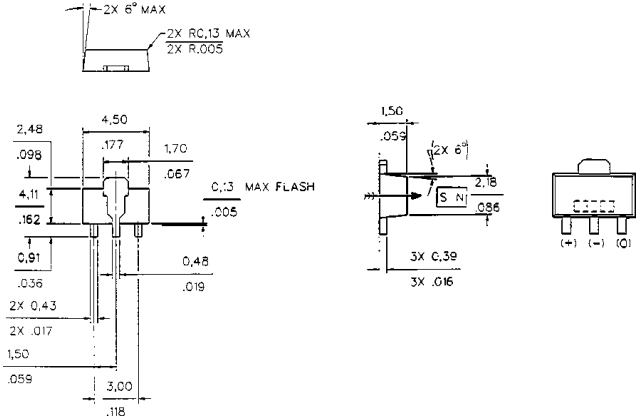 2X 6° MAX
2X RO,13 MAX
2X R.005
4,50
.177
2,48
.098
1,70
.067
4,11
.162
0,13 MAX FLASH
.005
0,91
.036
0,48
.019
2X 0,43
2X .017
1,50
.059
3,00
.118
1,50
.059
2X 6°
2,18
.086
S N
3X 0,39
3X .016
(+) (-) (O)